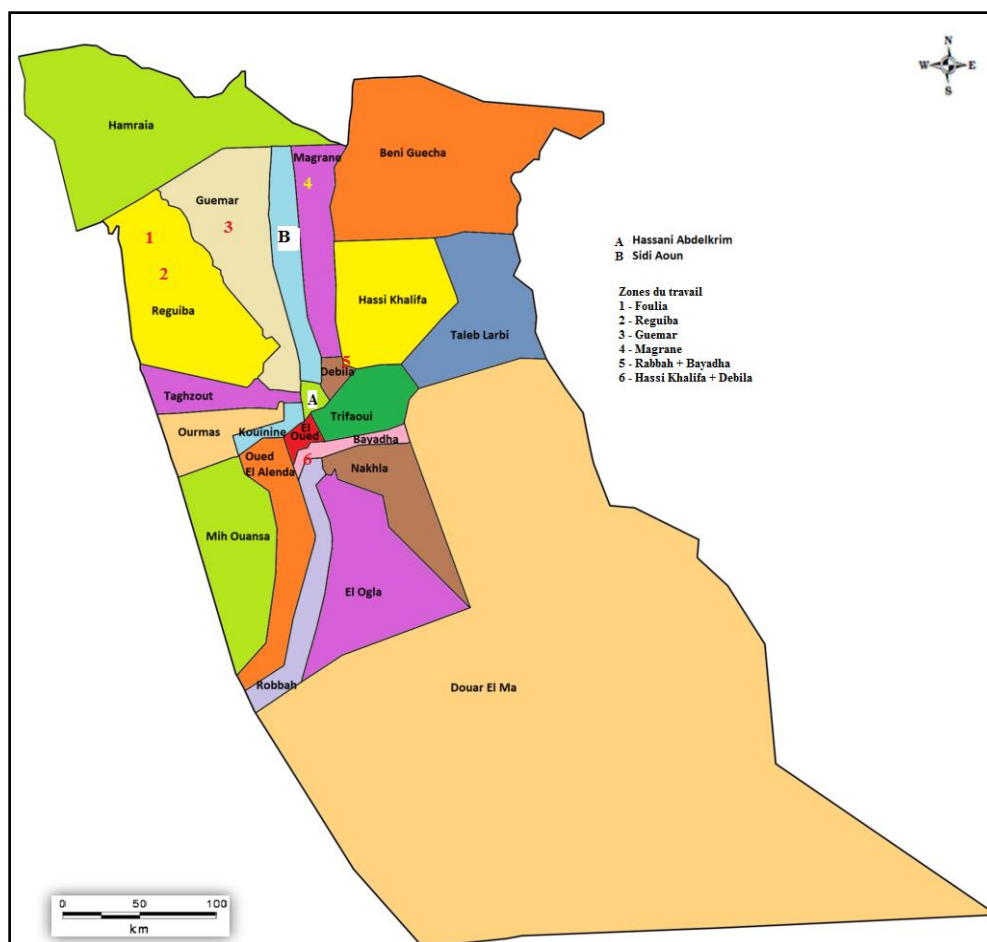 N
W E
S
Hamraia
Beni Guecha
Magrane
4
Guemar
3
B
1
2
Reguiba
Hassi Khalifa
Taleb Larbi
A Hassani Abdelkrim
B Sidi Aoun
Zones du travail
1 - Foulia
2 - Reguiba
3 - Guemar
4 - Magrane
5 - Rabbah + Bayadha
6 - Hassi Khalifa + Debila
5
Debila
Taghzout
A
Trifaoui
Ourmas
Kouinine
El
Oued
Bayadha
Oued
El Alenda
6
Nakhla
Mih Ouansa
El Ogla
Robbah
Douar El Ma
0 50 100
km